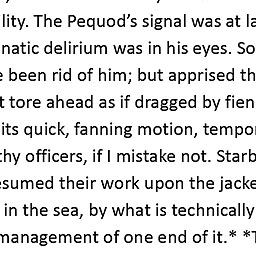 lity. The Pequod’s signal was at la
natic delirium was in his eyes. So
been rid of him; but apprised th
tore ahead as if dragged by fien
its quick, fanning motion, tempo
thy officers, if I mistake not. Starb
esumed their work upon the jacke
in the sea, by what is technically
management of one end of it.* *T